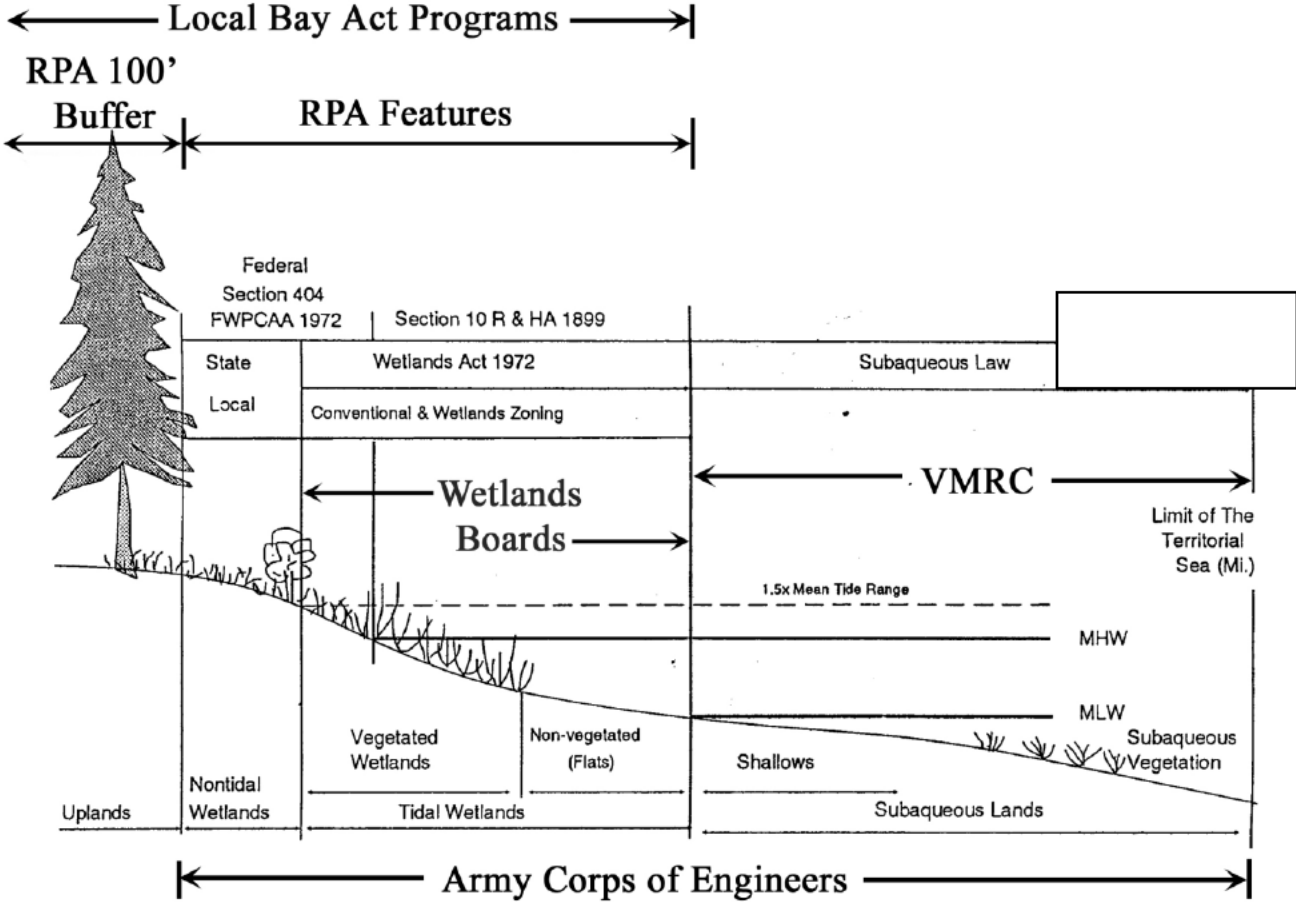 Local Bay Act Programs
RPA 100’
Buffer
RPA Features
Federal
Section 404
FWPCAA 1972
Section 10 R & HA 1899
State
Wetlands Act 1972
Subaqueous Law
Local
Conventional & Wetlands Zoning
Wetlands
Boards
VMRC
Limit of The
Territorial
Sea (Mi.)
1.5x Mean Tide Range
MHW
MLW
Vegetated
Wetlands
Non-vegetated
(Flats)
Shallows
Subaqueous
Vegetation
Uplands
Nontidal
Wetlands
Tidal Wetlands
Subaqueous Lands
Army Corps of Engineers